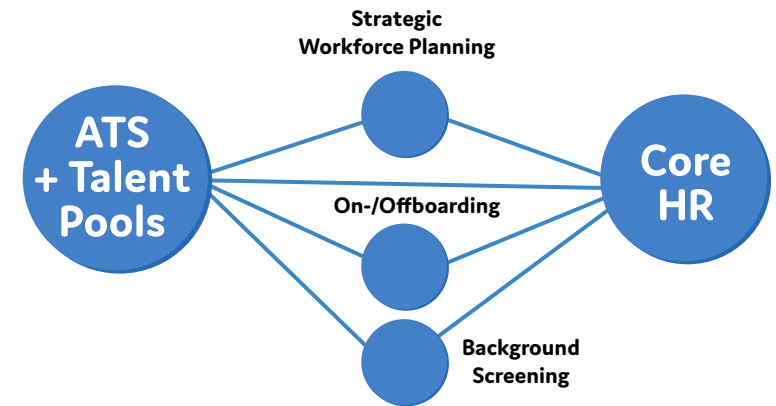 Strategic
Workforce Planning
ATS
+ Talent
Pools
Core
HR
On-/Offboarding
Background
Screening